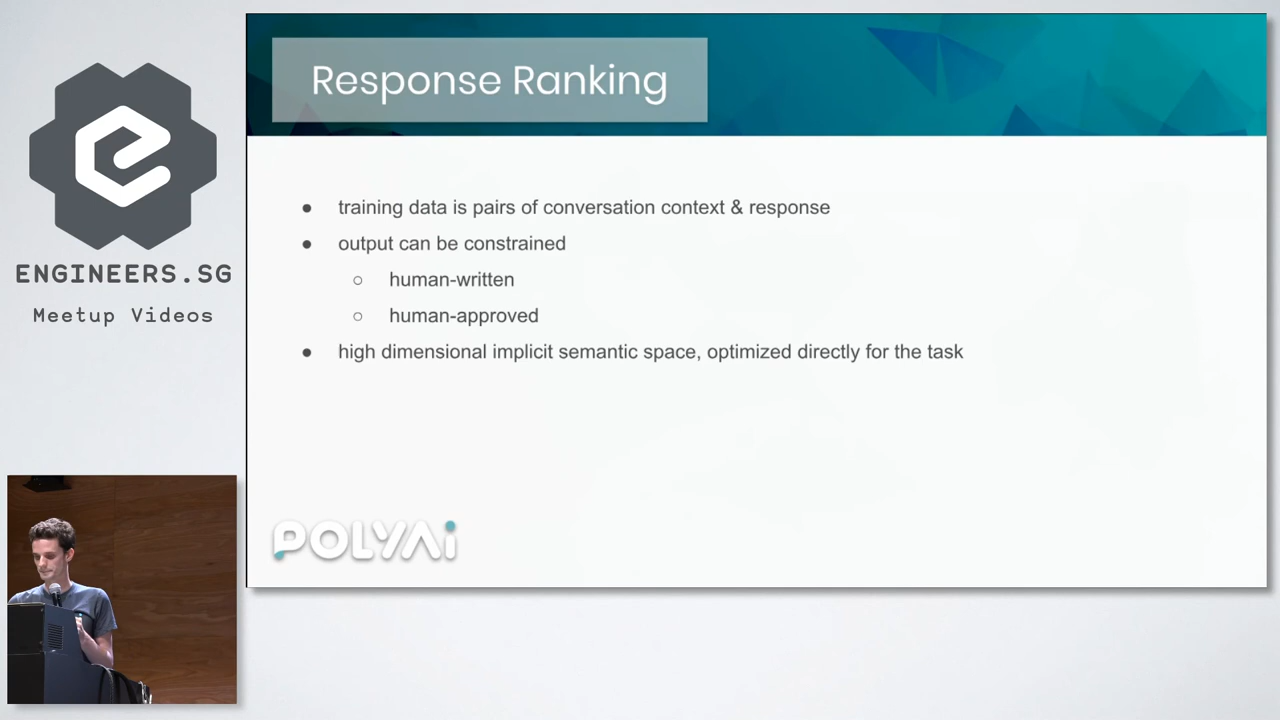 ENGINEERS.SG
Meetup Videos
Response Ranking
● training data is pairs of conversation context & response
● output can be constrained
○ human-written
○ human-approved
● high dimensional implicit semantic space, optimized directly for the task
POLYAi